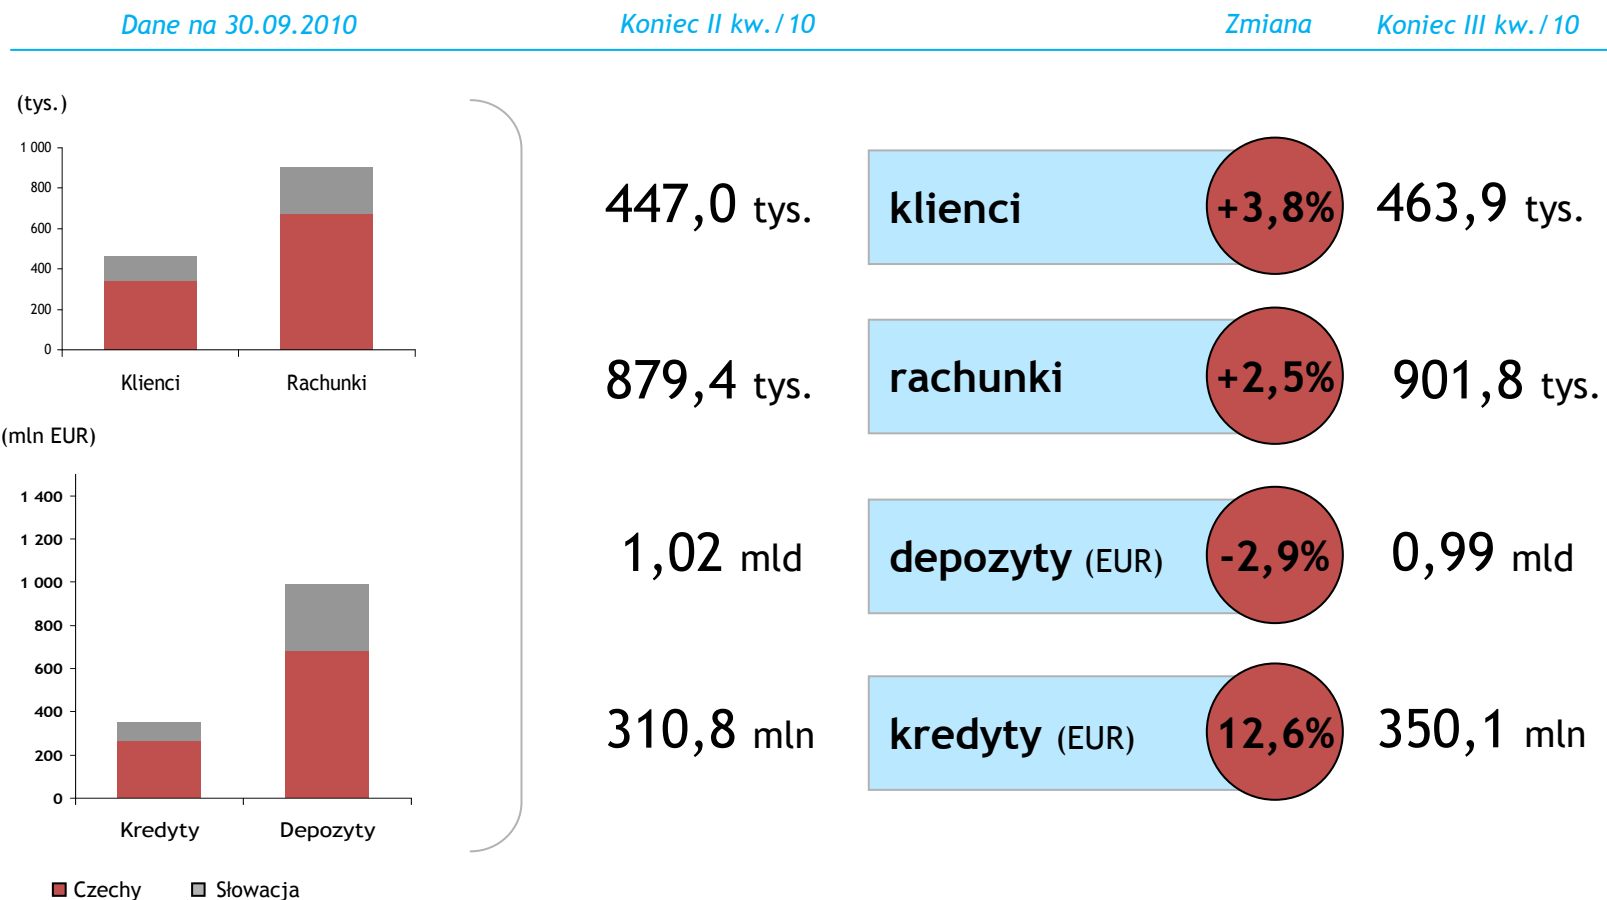 Dane na 30.09.2010 Koniec II kw./10 Zmiana Koniec III kw./10
(tys.)
1 000
800
600
400
200
0
Klienci Rachunki
(mln EUR)
1 400
1 200
1 000
800
600
400
200
0
Kredyty Depozyty
Czechy Słowacja
447,0 tys. klienci +3,8% 463,9 tys.
879,4 tys. rachunki +2,5% 901,8 tys.
1,02 mld depozyty (EUR) -2,9% 0,99 mld
310,8 mln kredyty (EUR) 12,6% 350,1 mln